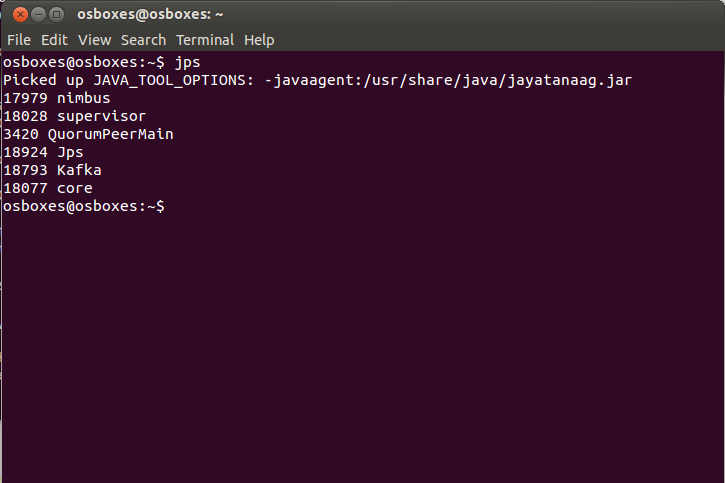 osboxes@osboxes: ~
File Edit View Search Terminal Help
osboxes@osboxes:~$ jps
Picked up JAVA_TOOL_OPTIONS: -javaagent:/usr/share/java/jayatanaag.jar
17979 nimbus
18028 supervisor
3420 QuorumPeerMain
18924 Jps
18793 Kafka
18077 core
osboxes@osboxes:~$